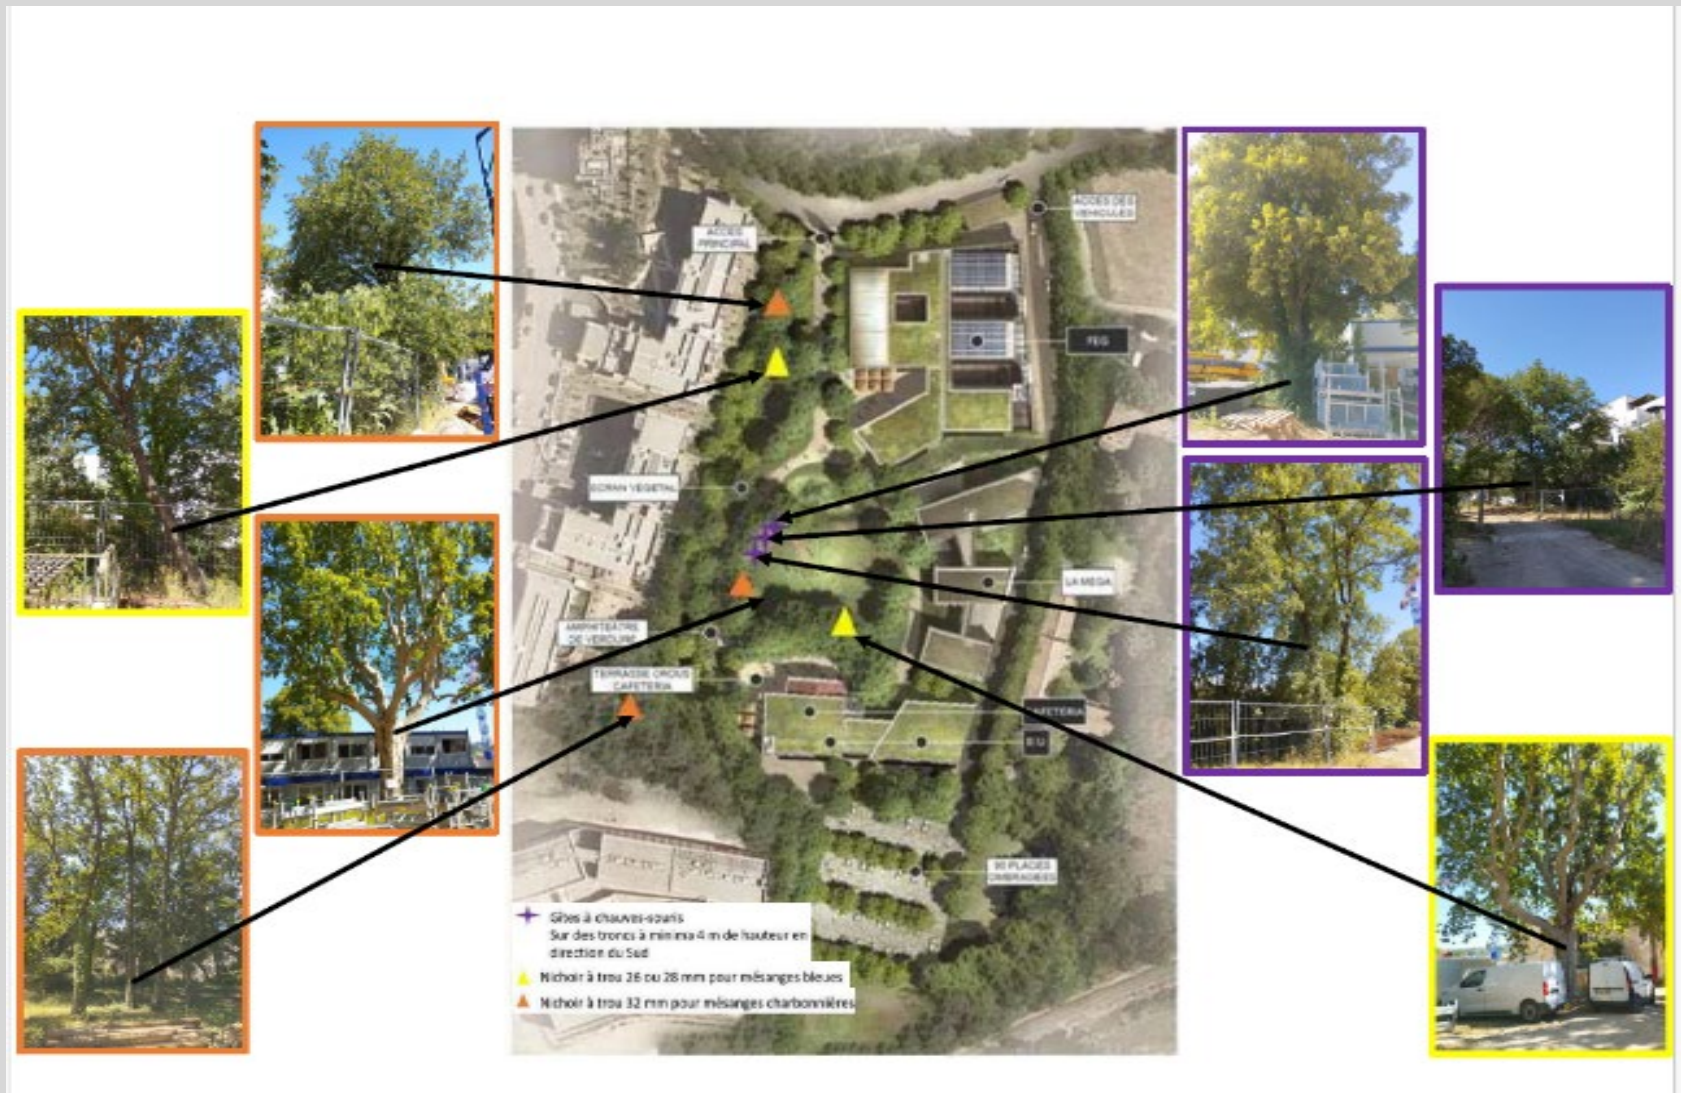 ACCES DES
VEHICULES
ACCES
PRINCIPAL
FEG
ECRAN VEGETAL
LA MEGA
AMPHITEATRE
DE VERDURE
TERRASSE CROUS
CAFETERIA
CAFETERIA
B.U
90 PLACES
OMBRAGEES
Gîtes à chauves-souris
Sur des troncs à minima 4 m de hauteur en
direction du Sud
Nichoir à trou 26 ou 28 mm pour mésanges bleues
Nichoir à trou 32 mm pour mésanges charbonnières